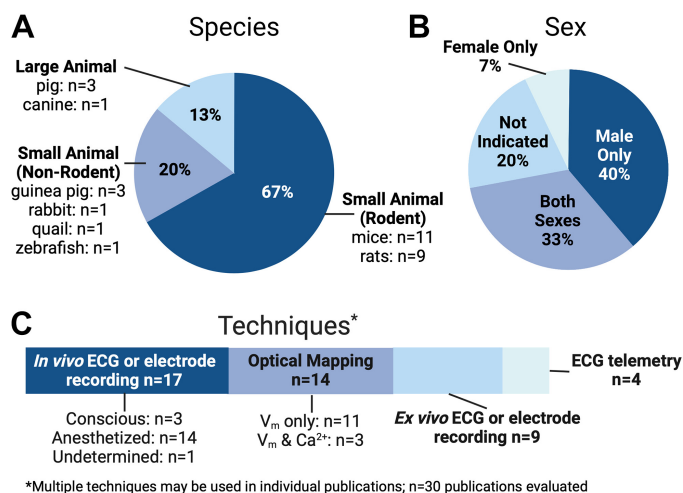 A
Species
Large Animal
pig: n=3
canine: n=1
13%
Small Animal
(Non-Rodent)
guinea pig: n=3
rabbit: n=1
quail: n=1
zebrafish: n=1
20%
67%
Small Animal
(Rodent)
mice: n=11
rats: n=9
B
Sex
Female Only
7%
Not
Indicated
20%
Male
Only
40%
Both
Sexes
33%
C
Techniques*
In vivo ECG or electrode
recording n=17
Conscious: n=3
Anesthetized: n=14
Undetermined: n=1
Optical Mapping
n=14
Vm only: n=11
Vm & Ca2+: n=3
Ex vivo ECG or electrode
recording n=9
ECG telemetry
n=4
*Multiple techniques may be used in individual publications; n=30 publications evaluated